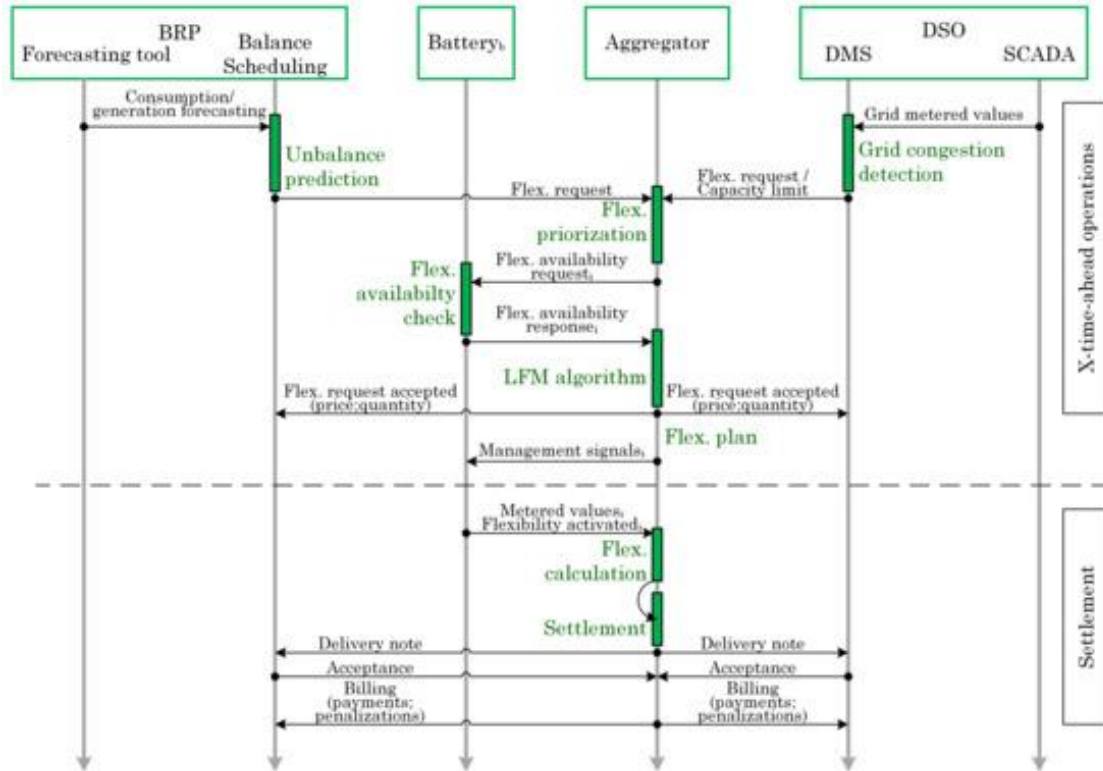 BRP
Forecasting tool
Balance
Scheduling
Batteryb
Aggregator
DSO
DMS
SCADA
Consumption/
generation forecasting
Grid metered values
Unbalance
prediction
Grid congestion
detection
Flex. request
Flex. request /
Capacity limit
Flex.
priorization
Flex. availability
requesti
Flex.
availabilty
check
Flex. availability
responsei
LFM algorithm
Flex. request accepted
(price;quantity)
Flex. request accepted
(price;quantity)
Flex. plan
Management signalsi
X-time-ahead operations
Metered valuesi
Flexibility activatedi
Flex.
calculation
Settlement
Delivery note
Delivery note
Acceptance
Acceptance
Billing
(payments;
penalizations)
Billing
(payments;
penalizations)
Settlement